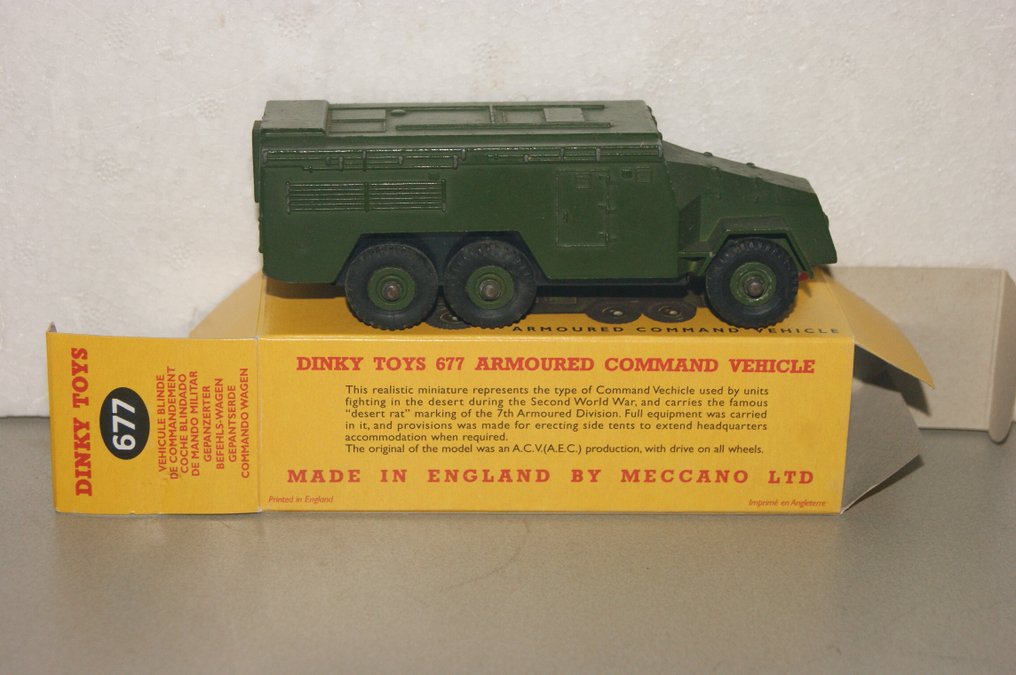 ARMOURED COMMAND VEHICLE
DINKY TOYS 677 ARMOURED COMMAND VEHICLE
This realistic miniature represents the type of Command Vechicle used by units
fighting in the desert during the Second World War, and carries the famous
"desert rat" marking of the 7th Armoured Division. Full equipment was carried
in it, and provisions was made for erecting side tents to extend headquarters
accommodation when required.
The original of the model was an A.C.V.(A.E.C.) production, with drive on all wheels.
MADE IN ENGLAND BY MECCANO LTD
Printed in England
Imprimé en Angleterre
DINKY TOYS
677
VEHICULE BLINDE
DE COMMANDEMENT
COCHE BLINDADO
DE MANDO MILITAR
GEPANZERTER
BEFEHLS-WAGEN
GEPANTSERDE
COMMANDO WAGEN